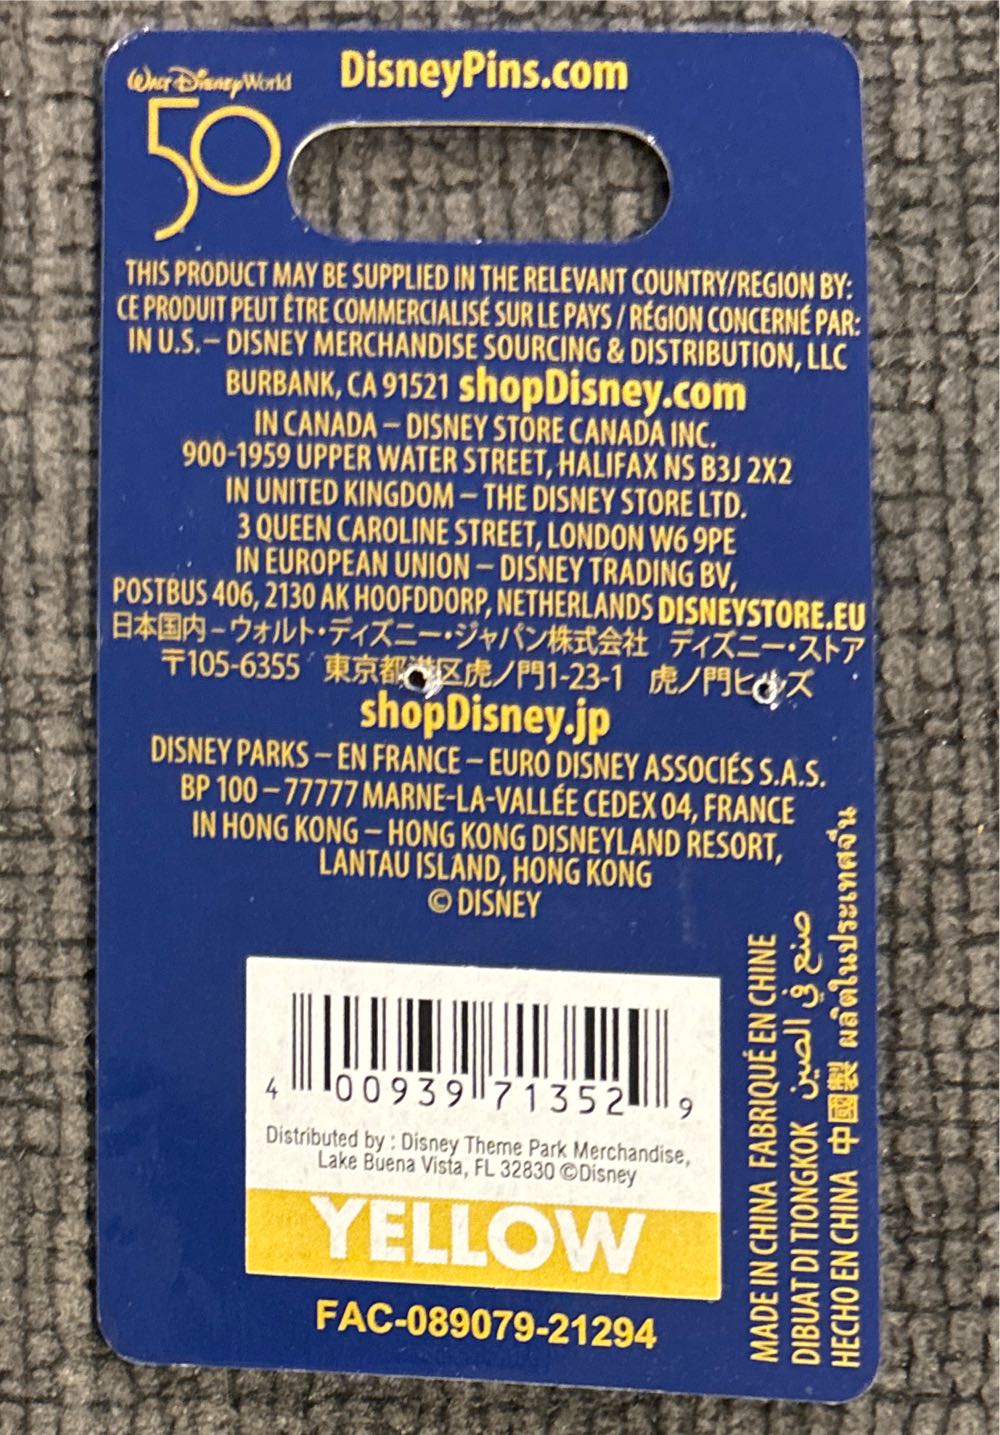 Walt Disney World
50
DisneyPins.com
THIS PRODUCT MAY BE SUPPLIED IN THE RELEVANT COUNTRY/REGION BY:
CE PRODUIT PEUT ÊTRE COMMERCIALISÉ SUR LE PAYS / RÉGION CONCERNÉ PAR:
IN U.S.– DISNEY MERCHANDISE SOURCING & DISTRIBUTION, LLC
BURBANK, CA 91521 shopDisney.com
IN CANADA – DISNEY STORE CANADA INC.
900-1959 UPPER WATER STREET, HALIFAX NS B3J 2X2
IN UNITED KINGDOM – THE DISNEY STORE LTD.
3 QUEEN CAROLINE STREET, LONDON W6 9PE
IN EUROPEAN UNION – DISNEY TRADING BV,
POSTBUS 406, 2130 AK HOOFDDORP, NETHERLANDS DISNEYSTORE.EU
日本国内–ウォルト・ディズニー・ジャパン株式会社 ディズニー・ストア
〒105-6355 東京都 区虎ノ門1-23-1 虎ノ門ヒ ズ
shopDisney.jp
DISNEY PARKS – EN FRANCE – EURO DISNEY ASSOCIÉS S.A.S.
BP 100 – 77777 MARNE-LA-VALLÉE CEDEX 04, FRANCE
IN HONG KONG – HONG KONG DISNEYLAND RESORT,
LANTAU ISLAND, HONG KONG
© DISNEY
4 00939 71352 9
Distributed by : Disney Theme Park Merchandise,
Lake Buena Vista, FL 32830 ©Disney
YELLOW
FAC-089079-21294
MADE IN CHINA FABRIQUÉ EN CHINE
DIBUAT DI TIONGKOK صنع في الصين
HECHO EN CHINA 中國製 ผลิตในประเทศจีน